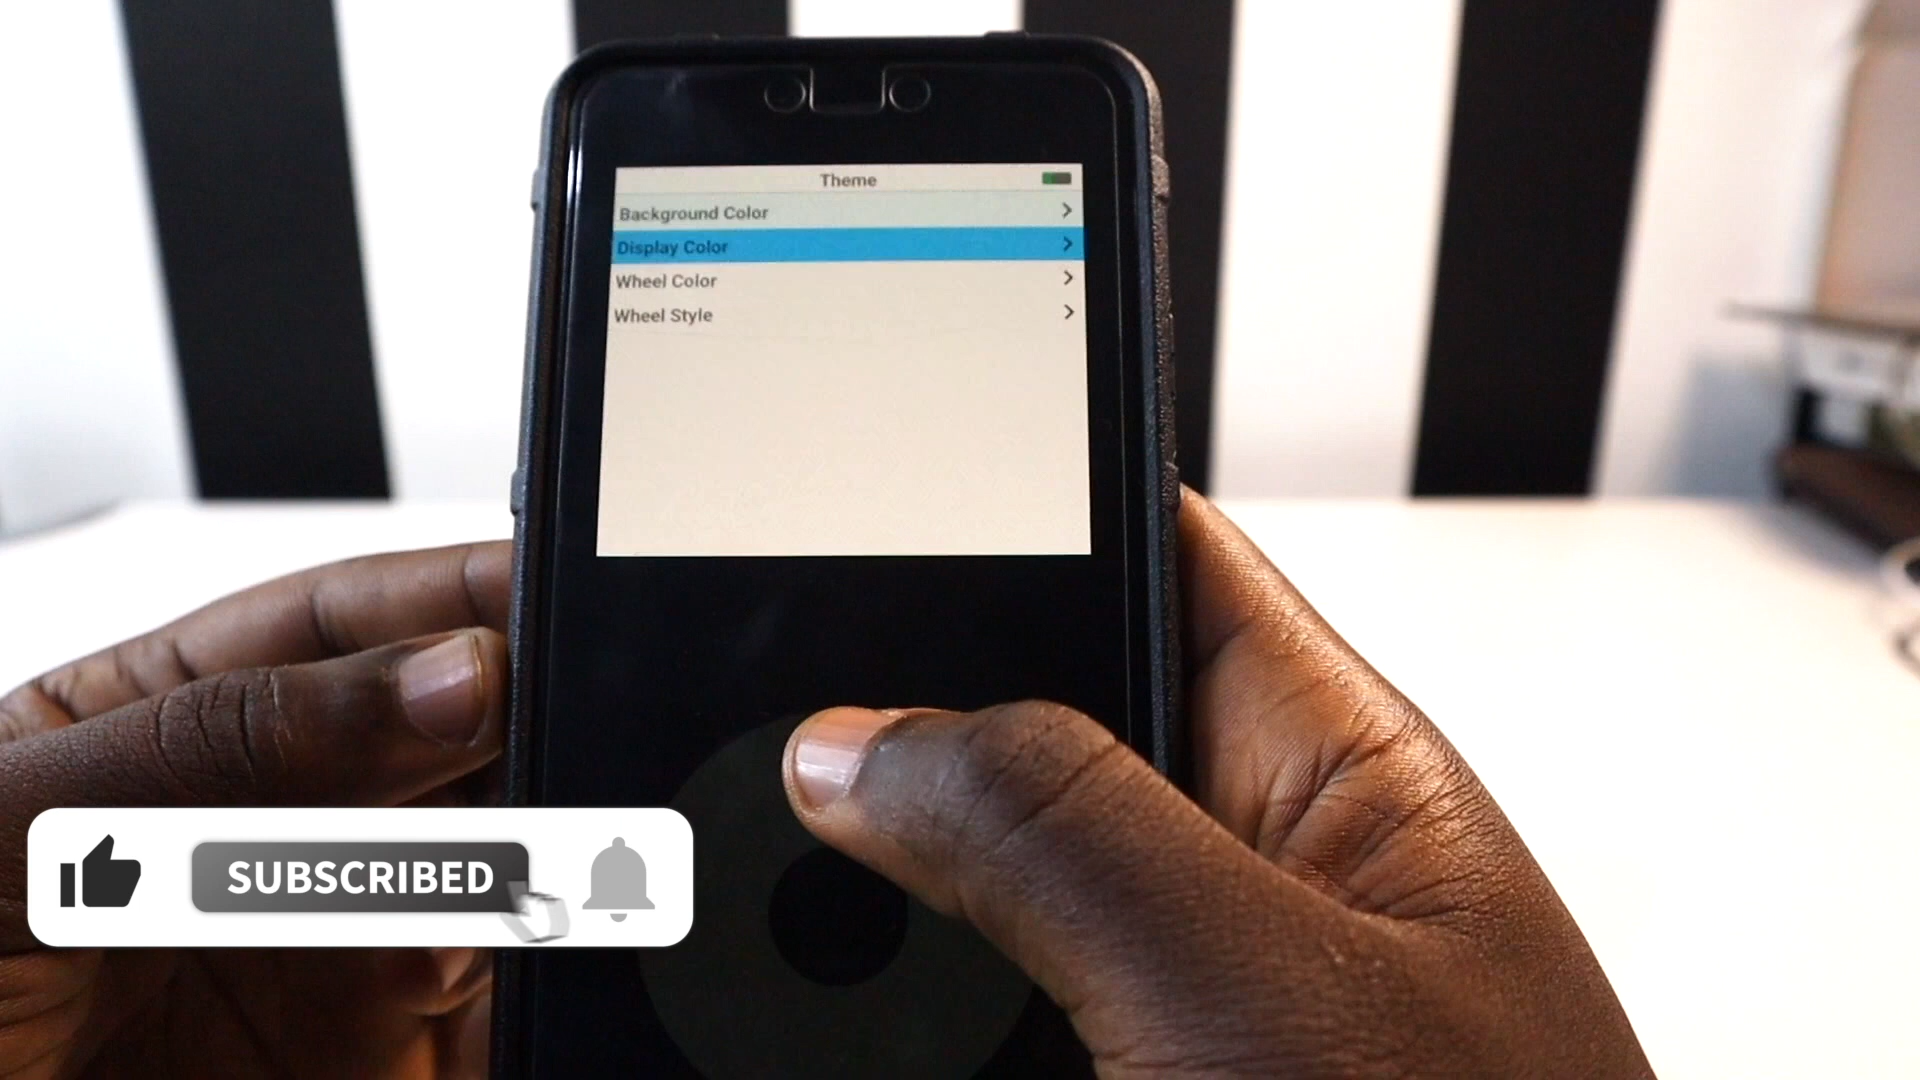 Theme
Background Color
Display Color
Wheel Color
Wheel Style
SUBSCRIBED